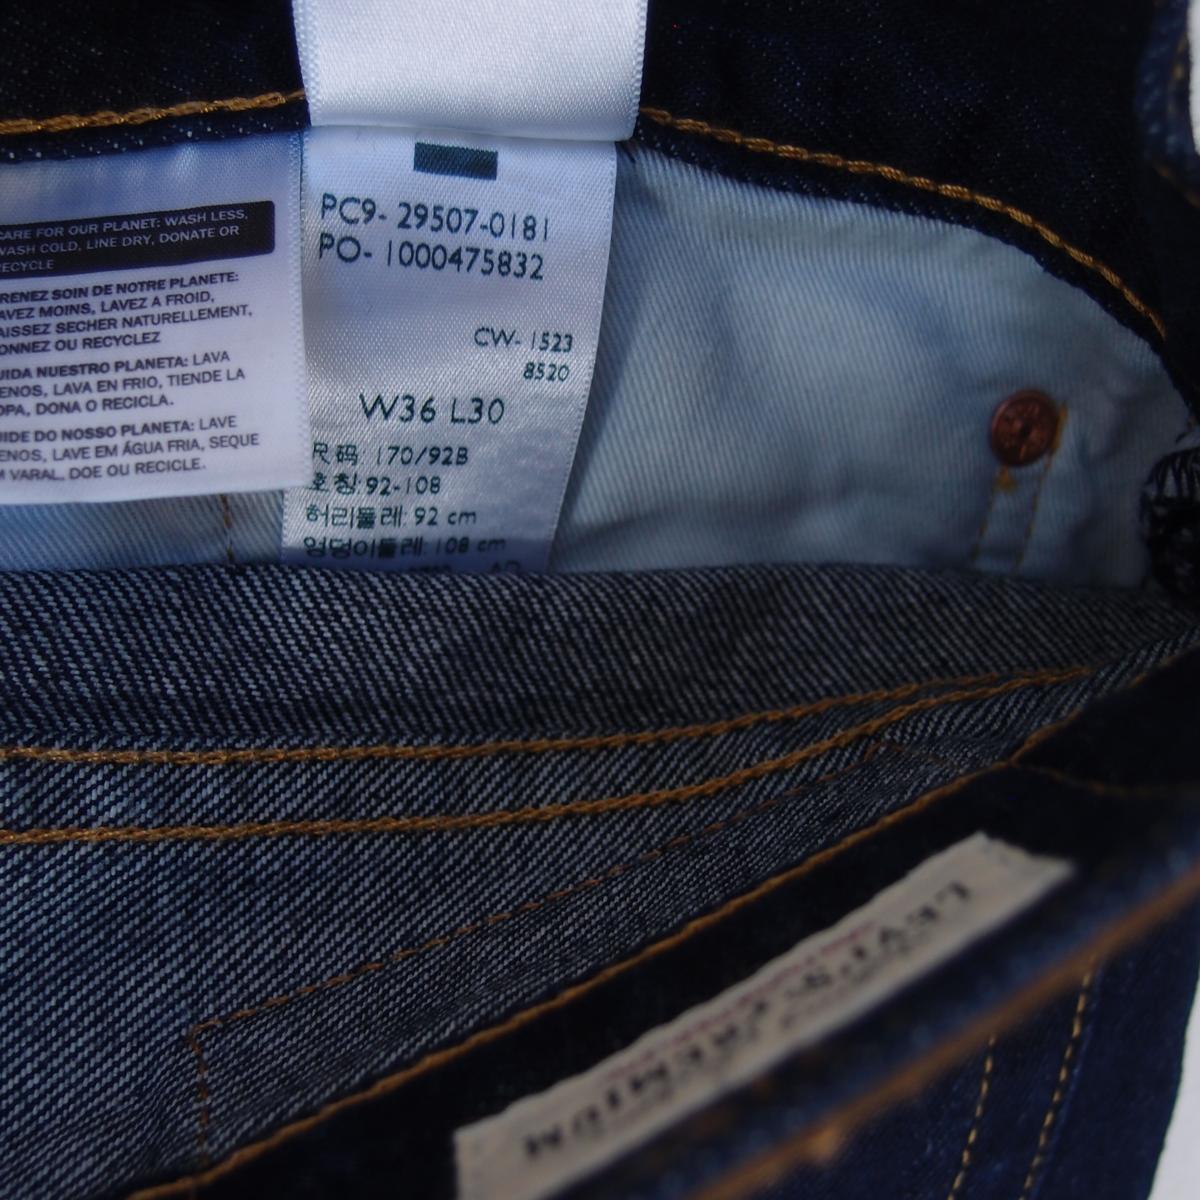 CARE FOR OUR PLANET: WASH LESS,
WASH COLD, LINE DRY, DONATE OR
RECYCLE
RENEZ SOIN DE NOTRE PLANETE:
AVEZ MOINS, LAVEZ A FROID,
AISSEZ SECHER NATURELLEMENT,
ONNEZ OU RECYCLEZ
UIDA NUESTRO PLANETA: LAVA
ENOS, LAVA EN FRIO, TIENDE LA
OPA, DONA O RECICLA.
UIDE DO NOSSO PLANETA: LAVE
ENOS, LAVE EM ÁGUA FRIA, SEQUE
M VARAL, DOE OU RECICLE.
PC9- 29507-0181
PO- 1000475832
CW- 1523
8520
W36 L30
尺码: 170/92B
호칭: 92-108
허리둘레: 92 cm
엉덩이둘레: 108 cm
LEVI'S
PREMIUM